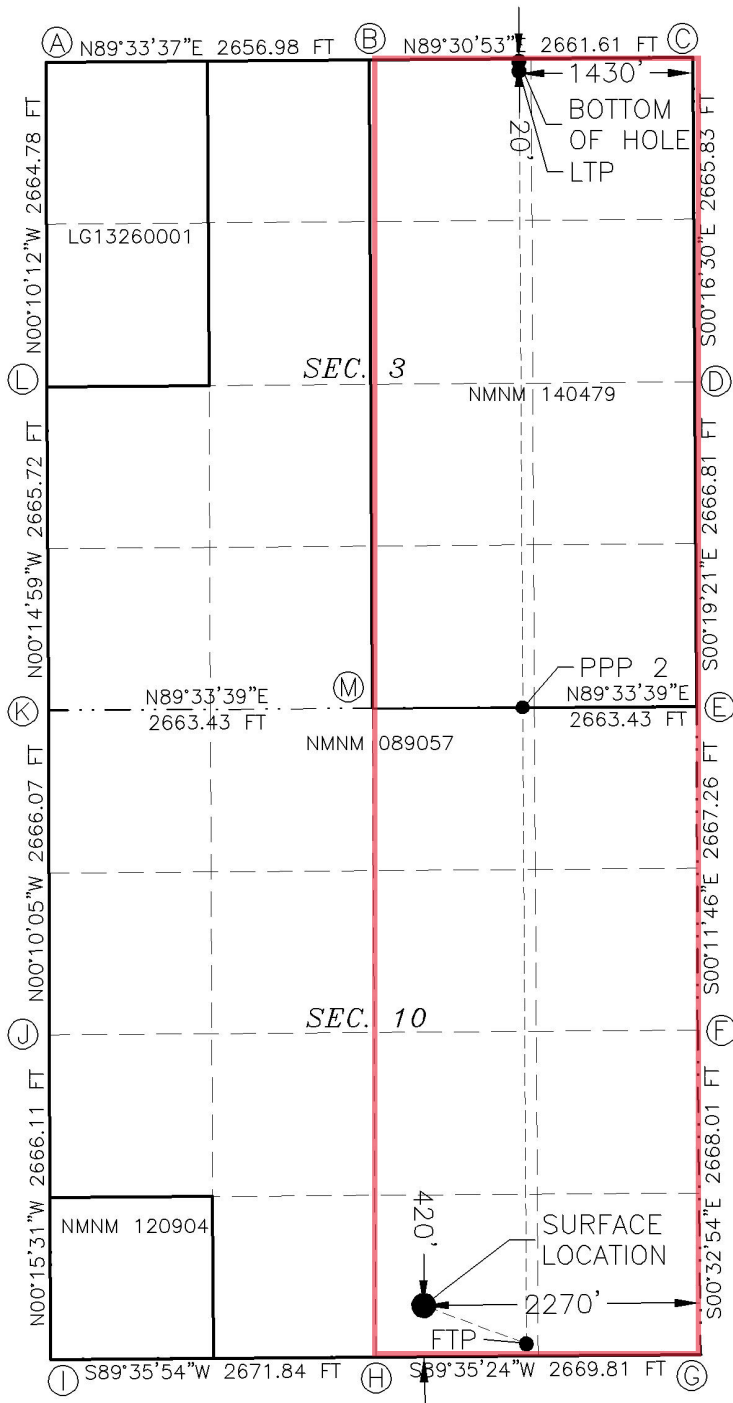 A
N89°33'37"E 2656.98 FT
B
N89°30'53"E 2661.61 FT
C
1430'
BOTTOM
OF HOLE
LTP
20'
N00°10'12"W 2664.78 FT
S00°16'30"E 2665.83 FT
LG13260001
L
SEC. 3
D
NMNM 140479
N00°14'59"W 2665.72 FT
S00°19'21"E 2666.81 FT
PPP 2
K
N89°33'39"E
2663.43 FT
M
N89°33'39"E
2663.43 FT
E
NMNM 089057
N00°10'05"W 2666.07 FT
S00°11'46"E 2667.26 FT
J
SEC. 10
F
N00°15'31"W 2666.11 FT
S00°32'54"E 2668.01 FT
NMNM 120904
420'
SURFACE
LOCATION
2270'
FTP
I
S89°35'54"W 2671.84 FT
H
S89°35'24"W 2669.81 FT
G